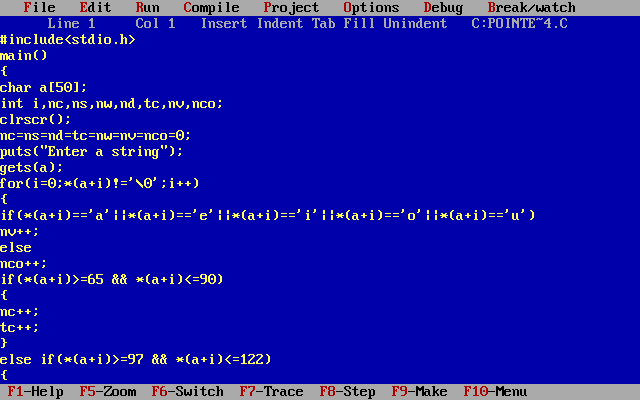 File Edit Run Compile Project Options Debug Break/watch
Line 1 Col 1 Insert Indent Tab Fill Unindent C:POINTE~4.C
#include<stdio.h>
main()
{
char a[50];
int i,nc,ns,nw,nd,tc,nv,nco;
clrscr();
nc=ns=nd=tc=nw=nv=nco=0;
puts("Enter a string");
gets(a);
for(i=0;*(a+i)!='\0';i++)
{
if(*(a+i)=='a'||*(a+i)=='e'||*(a+i)=='i'||*(a+i)=='o'||*(a+i)=='u')
nv++;
else
nco++;
if(*(a+i)>=65 && *(a+i)<=90)
{
nc++;
tc++;
}
else if(*(a+i)>=97 && *(a+i)<=122)
{
F1-Help F5-Zoom F6-Switch F7-Trace F8-Step F9-Make F10-Menu